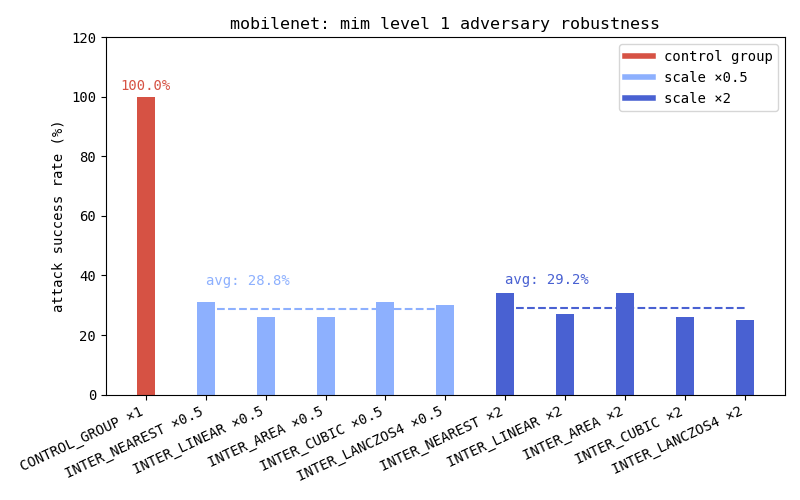 mobilenet: mim level 1 adversary robustness
attack success rate (%)
120
100
80
60
40
20
0
control group
scale ×0.5
scale ×2
100.0%
avg: 28.8%
avg: 29.2%
CONTROL_GROUP ×1
INTER_NEAREST ×0.5
INTER_LINEAR ×0.5
INTER_AREA ×0.5
INTER_CUBIC ×0.5
INTER_LANCZOS4 ×0.5
INTER_NEAREST ×2
INTER_LINEAR ×2
INTER_AREA ×2
INTER_CUBIC ×2
INTER_LANCZOS4 ×2